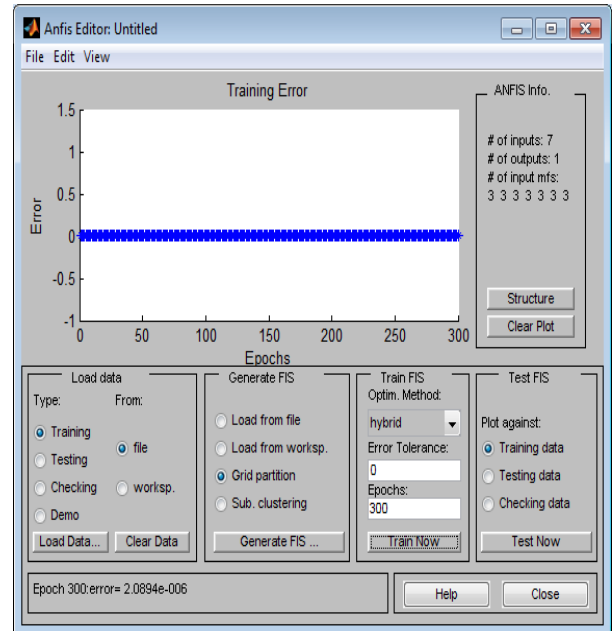 Anfis Editor: Untitled
File Edit View
Training Error
1.5
1
0.5
0
-0.5
-1
Error
0 50 100 150 200 250 300
Epochs
ANFIS Info.
# of inputs: 7
# of outputs: 1
# of input mfs:
3 3 3 3 3 3 3
Structure
Clear Plot
Load data
Type: From:
Training
file
Testing
Checking
worksp.
Demo
Load Data...
Clear Data
Generate FIS
Load from file
Load from worksp.
Grid partition
Sub. clustering
Generate FIS ...
Train FIS
Optim. Method:
hybrid
Error Tolerance:
0
Epochs:
300
Train Now
Test FIS
Plot against:
Training data
Testing data
Checking data
Test Now
Epoch 300:error= 2.0894e-006
Help
Close